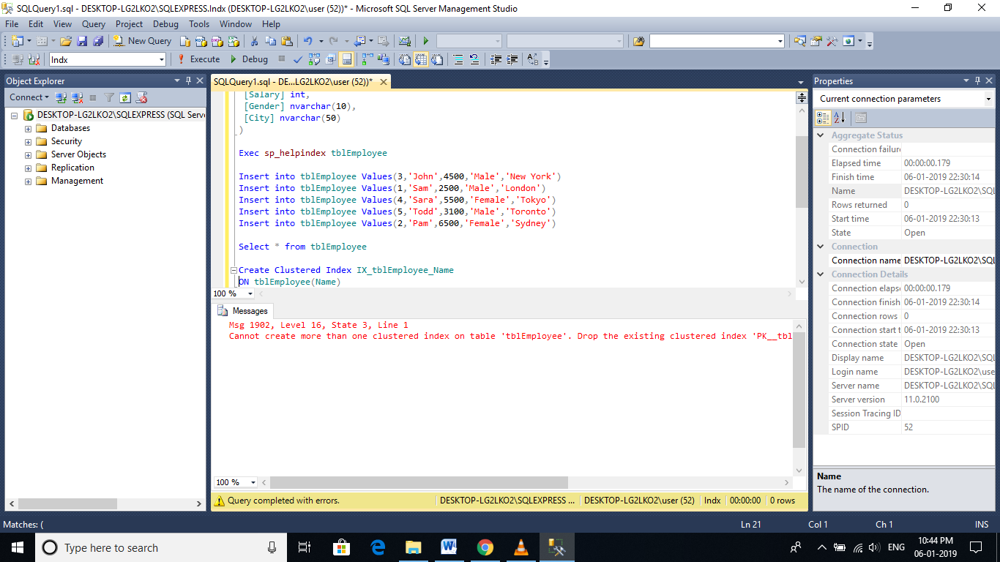 SQLQuery1.sql - DESKTOP-LG2LKO2\SQLEXPRESS.Indx (DESKTOP-LG2LKO2\user (52))* - Microsoft SQL Server Management Studio
File Edit View Query Project Debug Tools Window Help
New Query
Indx Execute Debug
Object Explorer
Connect
DESKTOP-LG2LKO2\SQLEXPRESS (SQL Serv
Databases
Security
Server Objects
Replication
Management
SQLQuery1.sql - DE...LG2LKO2\user (52))*
[Salary] int,
[Gender] nvarchar(10),
[City] nvarchar(50)
)
Exec sp_helpindex tblEmployee
Insert into tblEmployee Values(3,'John',4500,'Male','New York')
Insert into tblEmployee Values(1,'Sam',2500,'Male','London')
Insert into tblEmployee Values(4,'Sara',5500,'Female','Tokyo')
Insert into tblEmployee Values(5,'Todd',3100,'Male','Toronto')
Insert into tblEmployee Values(2,'Pam',6500,'Female','Sydney')
Select * from tblEmployee
Create Clustered Index IX_tblEmployee_Name
ON tblEmployee(Name)
100 %
Messages
Msg 1902, Level 16, State 3, Line 1
Cannot create more than one clustered index on table 'tblEmployee'. Drop the existing clustered index 'PK__tbl
100 %
Query completed with errors. DESKTOP-LG2LKO2\SQLEXPRESS ... DESKTOP-LG2LKO2\user (52) Indx 00:00:00 0 rows
Properties
Current connection parameters
Aggregate Status
Connection failure
Elapsed time 00:00:00.179
Finish time 06-01-2019 22:30:14
Name DESKTOP-LG2LKO2\SQL
Rows returned 0
Start time 06-01-2019 22:30:13
State Open
Connection
Connection name DESKTOP-LG2LKO2\SQL
Connection Details
Connection elapse 00:00:00.179
Connection finish 06-01-2019 22:30:14
Connection rows 0
Connection start t 06-01-2019 22:30:13
Connection state Open
Display name DESKTOP-LG2LKO2\SQL
Login name DESKTOP-LG2LKO2\use
Server name DESKTOP-LG2LKO2\SQL
Server version 11.0.2100
Session Tracing ID
SPID 52
Name
The name of the connection.
Matches: ( Ln 21 Col 1 Ch 1 INS
Type here to search
ENG
10:44 PM
06-01-2019